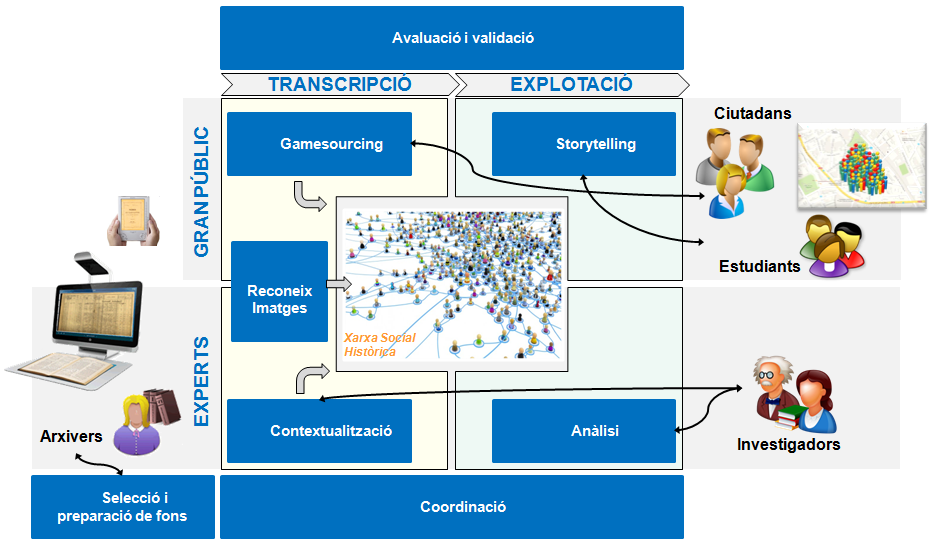 Avaluació i validació
TRANSCRIPCIÓ
EXPLOTACIÓ
GRAN PÚBLIC
Gamesourcing
Storytelling
Ciutadans
Estudiants
Reconeix
Imatges
Xarxa Social
Històrica
EXPERTS
Arxivers
Contextualització
Anàlisi
Investigadors
Selecció i
preparació de fons
Coordinació